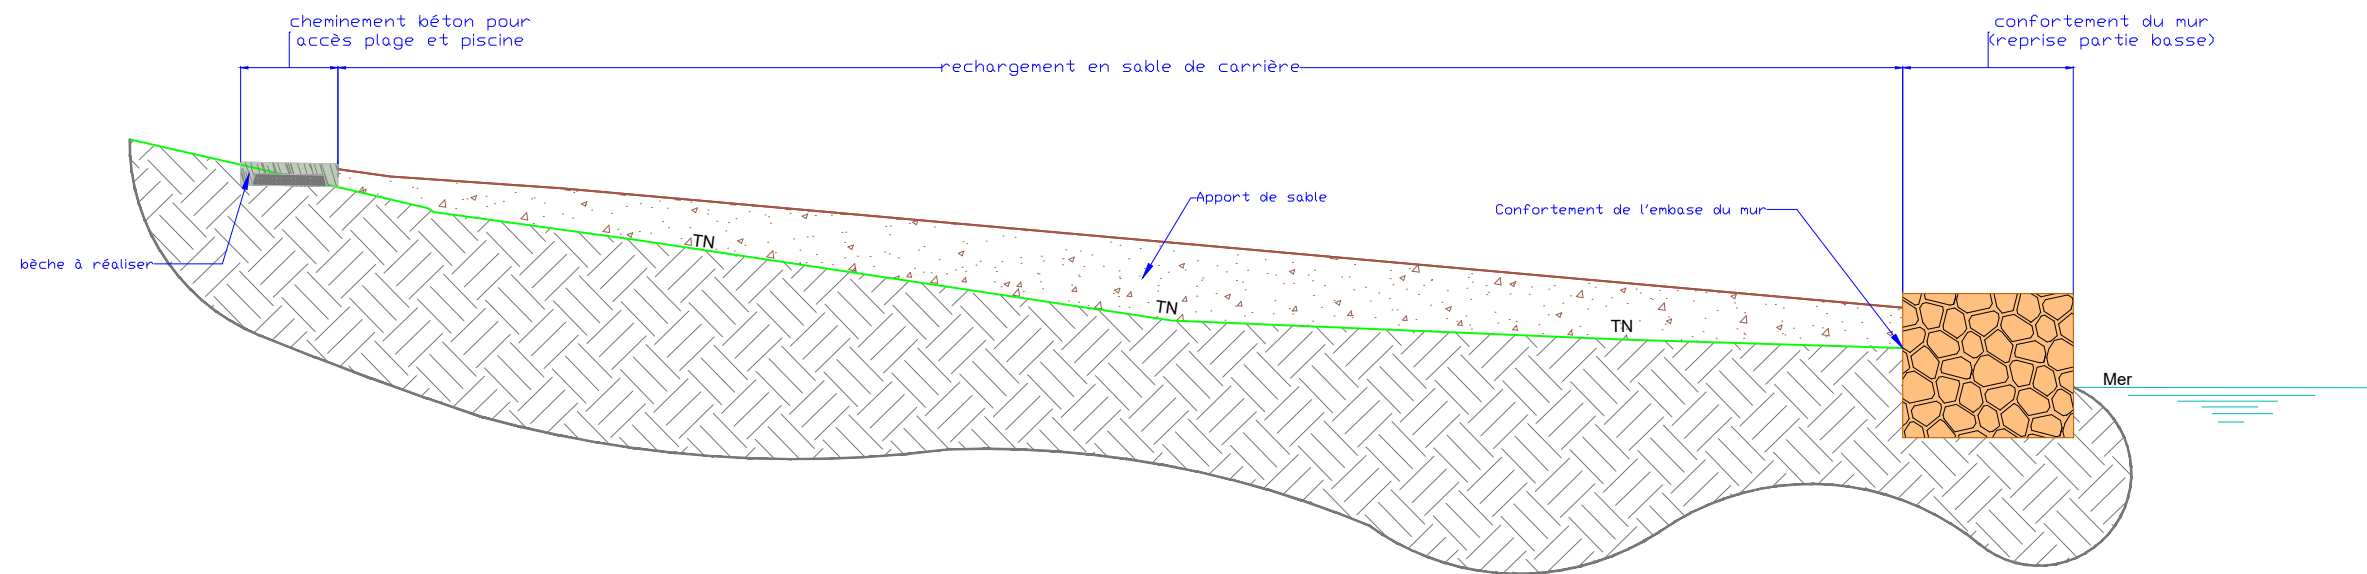 cheminement béton pour
accès plage et piscine
confortement du mur
(reprise partie basse)
rechargement en sable de carrière
Apport de sable
Confortement de l'embase du mur
TN
bèche à réaliser
TN
TN
Mer